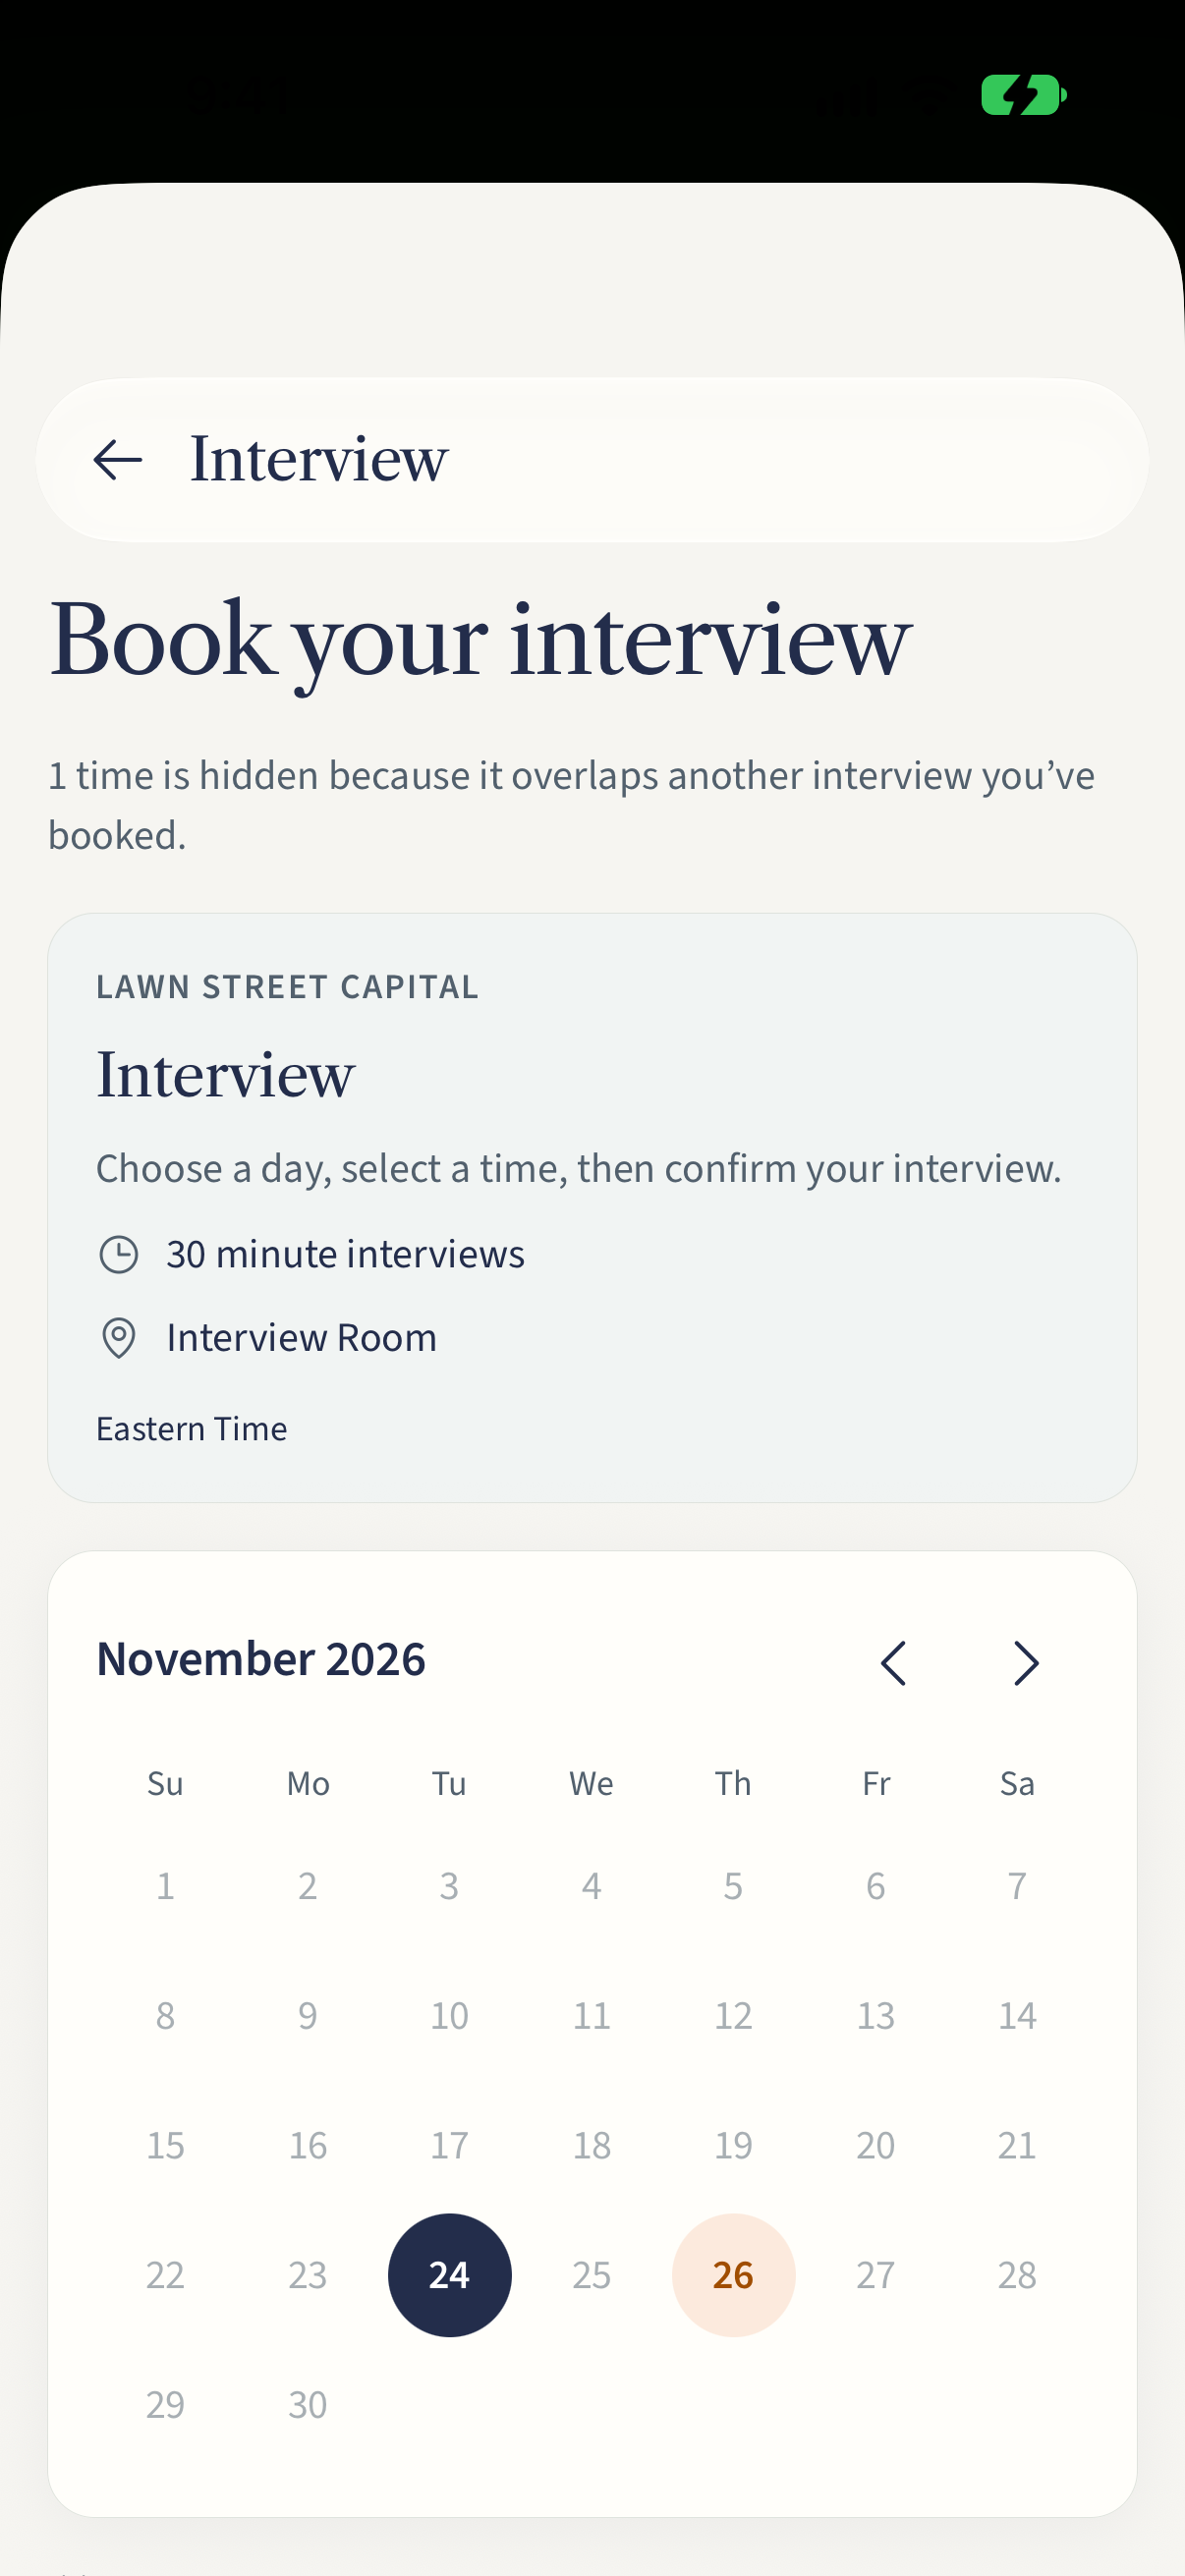 Interview
Book your interview
1 time is hidden because it overlaps another interview you’ve
booked.
LAWN STREET CAPITAL
Interview
Choose a day, select a time, then confirm your interview.
30 minute interviews
Interview Room
Eastern Time
November 2026
Su Mo Tu We Th Fr Sa
1 2 3 4 5 6 7
8 9 10 11 12 13 14
15 16 17 18 19 20 21
22 23 24 25 26 27 28
29 30